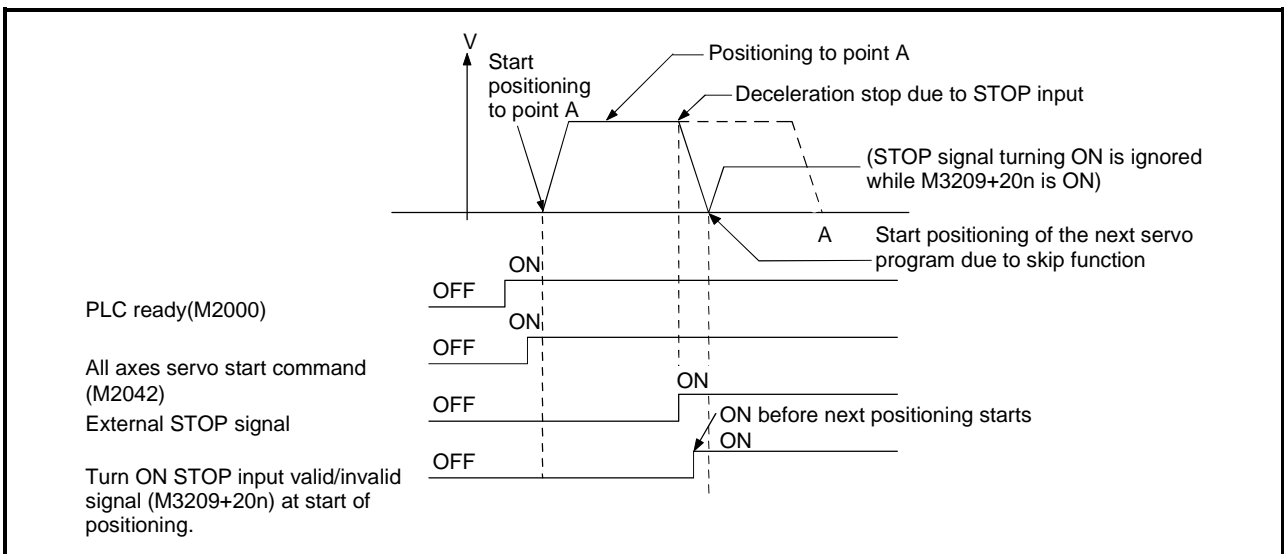 V
Start
positioning
to point A
Positioning to point A
Deceleration stop due to STOP input
(STOP signal turning ON is ignored
while M3209+20n is ON)
A
Start positioning of the next servo
program due to skip function
ON
OFF
PLC ready(M2000)
ON
OFF
All axes servo start command
(M2042)
ON
OFF
External STOP signal
ON before next positioning starts
ON
OFF
Turn ON STOP input valid/invalid
signal (M3209+20n) at start of
positioning.